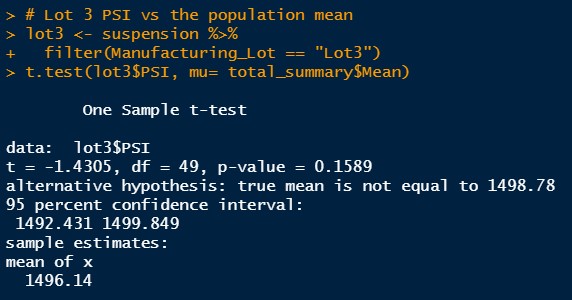 > # Lot 3 PSI vs the population mean
> lot3 <- suspension %>%
+   filter(Manufacturing_Lot == "Lot3")
> t.test(lot3$PSI, mu= total_summary$Mean)

        One Sample t-test

data:  lot3$PSI
t = -1.4305, df = 49, p-value = 0.1589
alternative hypothesis: true mean is not equal to 1498.78
95 percent confidence interval:
 1492.431 1499.849
sample estimates:
mean of x
  1496.14